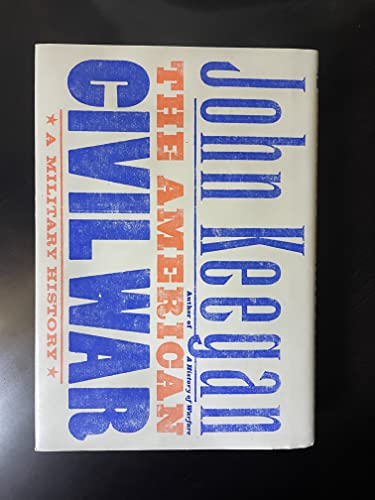 John Keegan
Author of A History of Warfare
THE AMERICAN
CIVIL WAR
★ A MILITARY HISTORY ★